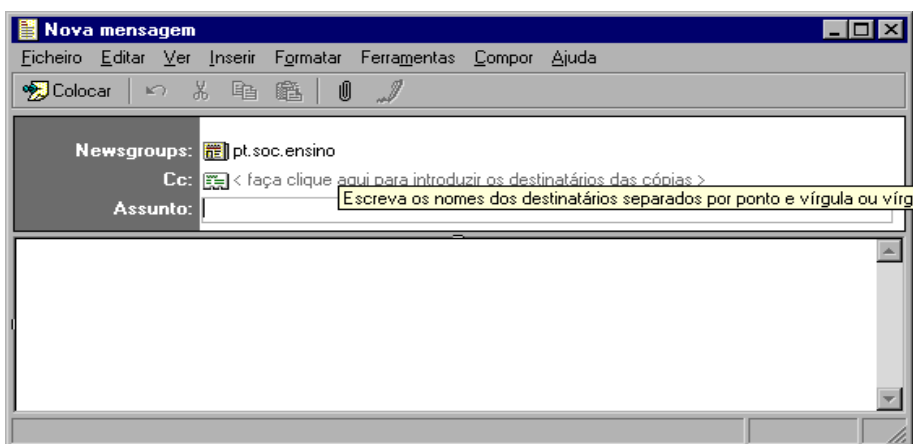 Nova mensagem
Ficheiro Editar Ver Inserir Formatar Ferramentas Compor Ajuda
Colocar
Newsgroups: pt.soc.ensino
Cc: < faça clique aqui para introduzir os destinatários das cópias >
Escreva os nomes dos destinatários separados por ponto e vírgula ou
Assunto: